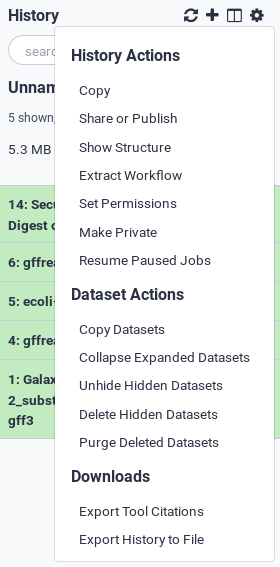 History
sear
History Actions
Unnam
Copy
5 shown,
Share or Publish
5.3 MB
Show Structure
Extract Workflow
14: Secu
Set Permissions
Digest o
Make Private
6: gffrea
Resume Paused Jobs
5: ecoli-
Dataset Actions
4: gffrea
Copy Datasets
Collapse Expanded Datasets
1: Galax
Unhide Hidden Datasets
2_subst
Delete Hidden Datasets
gff3
Purge Deleted Datasets
Downloads
Export Tool Citations
Export History to File